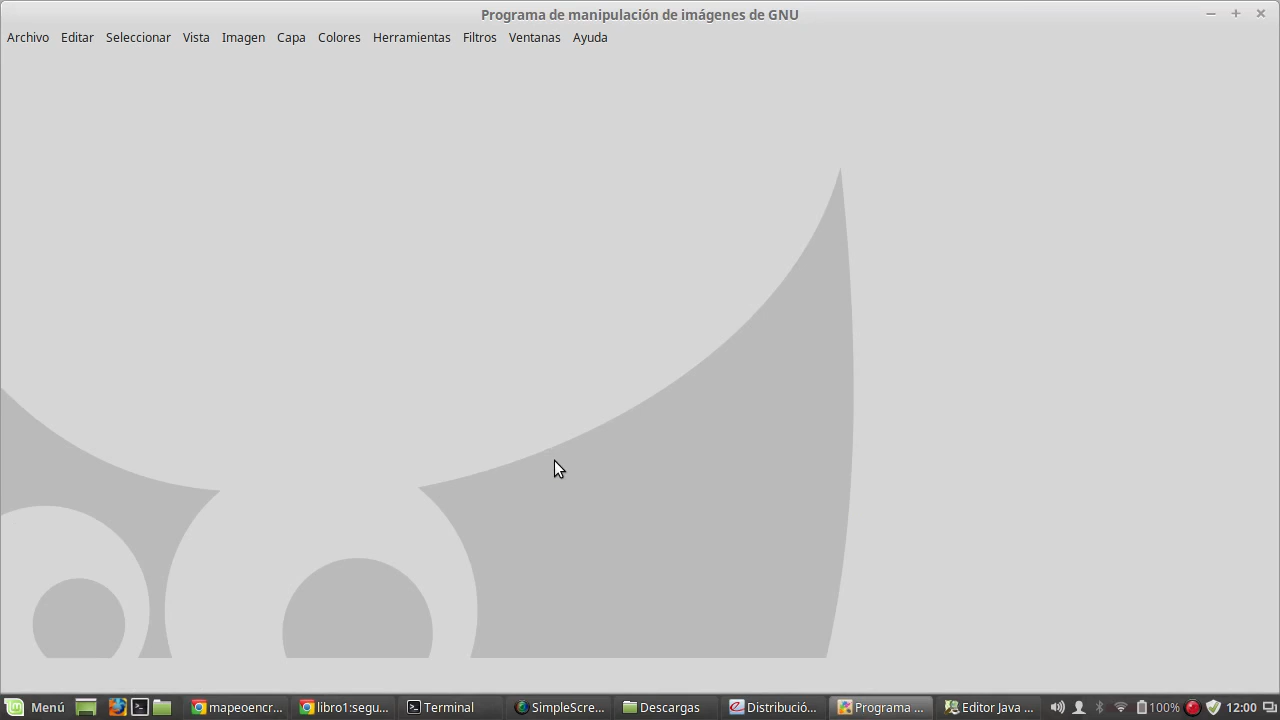 Programa de manipulación de imágenes de GNU
Archivo Editar Seleccionar Vista Imagen Capa Colores Herramientas Filtros Ventanas Ayuda
Menú mapeoencr... libro1:segu... Terminal SimpleScre... Descargas Distribució... Programa ... Editor Java ... 100% 12:00